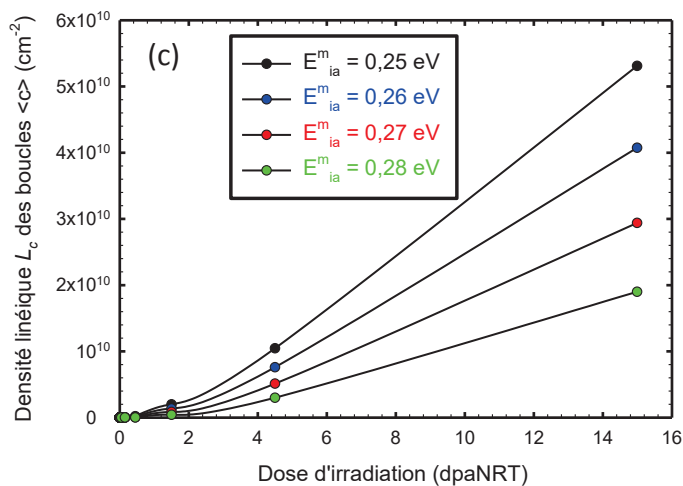 (c)
E^m_ia = 0,25 eV
E^m_ia = 0,26 eV
E^m_ia = 0,27 eV
E^m_ia = 0,28 eV
6x10^10
5x10^10
4x10^10
3x10^10
2x10^10
1x10^10
0
Densité linéique L_c des boucles <c> (cm^-2)
0 2 4 6 8 10 12 14 16
Dose d'irradiation (dpaNRT)